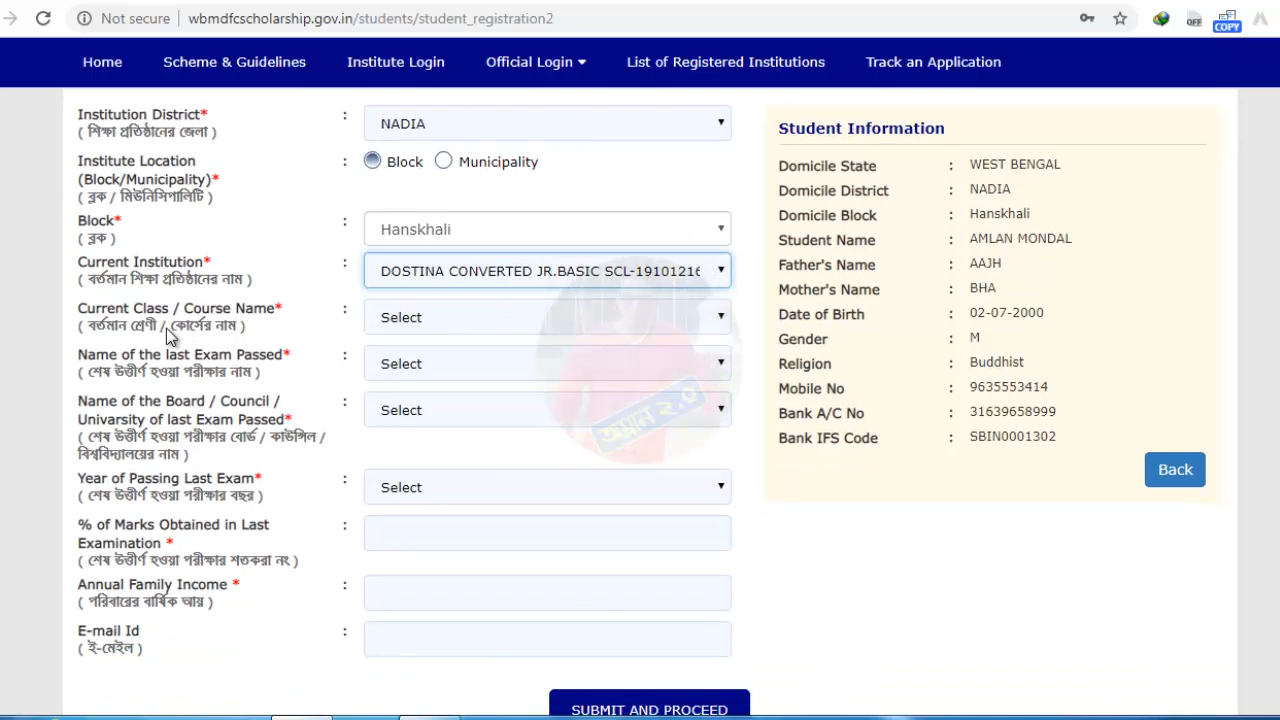 Not secure wbmdfcscholarship.gov.in/students/student_registration2
OFF
COPY
Home Scheme & Guidelines Institute Login Official Login List of Registered Institutions Track an Application
Institution District* : NADIA
( শিক্ষা প্রতিষ্ঠানের জেলা )
Institute Location : Block Municipality
(Block/Municipality)*
( ব্লক / মিউনিসিপালিটি )
Block* : Hanskhali
( ব্লক )
Current Institution* : DOSTINA CONVERTED JR.BASIC SCL-19101216
( বর্তমান শিক্ষা প্রতিষ্ঠানের নাম )
Current Class / Course Name* : Select
( বর্তমান শ্রেণী / কোর্সের নাম )
Name of the last Exam Passed* : Select
( শেষ উত্তীর্ণ হওয়া পরীক্ষার নাম )
Name of the Board / Council / : Select
University of last Exam Passed*
( শেষ উত্তীর্ণ হওয়া পরীক্ষার বোর্ড / কাউন্সিল /
বিশ্ববিদ্যালয়ের নাম )
Year of Passing Last Exam* : Select
( শেষ উত্তীর্ণ হওয়া পরীক্ষার বছর )
% of Marks Obtained in Last :
Examination *
( শেষ উত্তীর্ণ হওয়া পরীক্ষার শতকরা নং )
Annual Family Income * :
( পরিবারের বার্ষিক আয় )
E-mail Id :
( ই-মেইল )
SUBMIT AND PROCEED
Student Information
Domicile State : WEST BENGAL
Domicile District : NADIA
Domicile Block : Hanskhali
Student Name : AMLAN MONDAL
Father's Name : AAJH
Mother's Name : BHA
Date of Birth : 02-07-2000
Gender : M
Religion : Buddhist
Mobile No : 9635553414
Bank A/C No : 31639658999
Bank IFS Code : SBIN0001302
Back